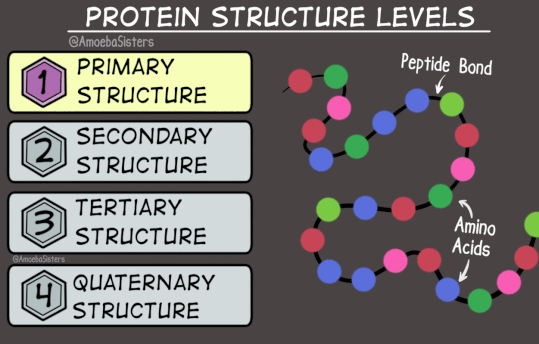 PROTEIN STRUCTURE LEVELS
@AmoebaSisters
1 PRIMARY
STRUCTURE
2 SECONDARY
STRUCTURE
3 TERTIARY
STRUCTURE
@AmoebaSisters
4 QUATERNARY
STRUCTURE
Peptide Bond
Amino
Acids